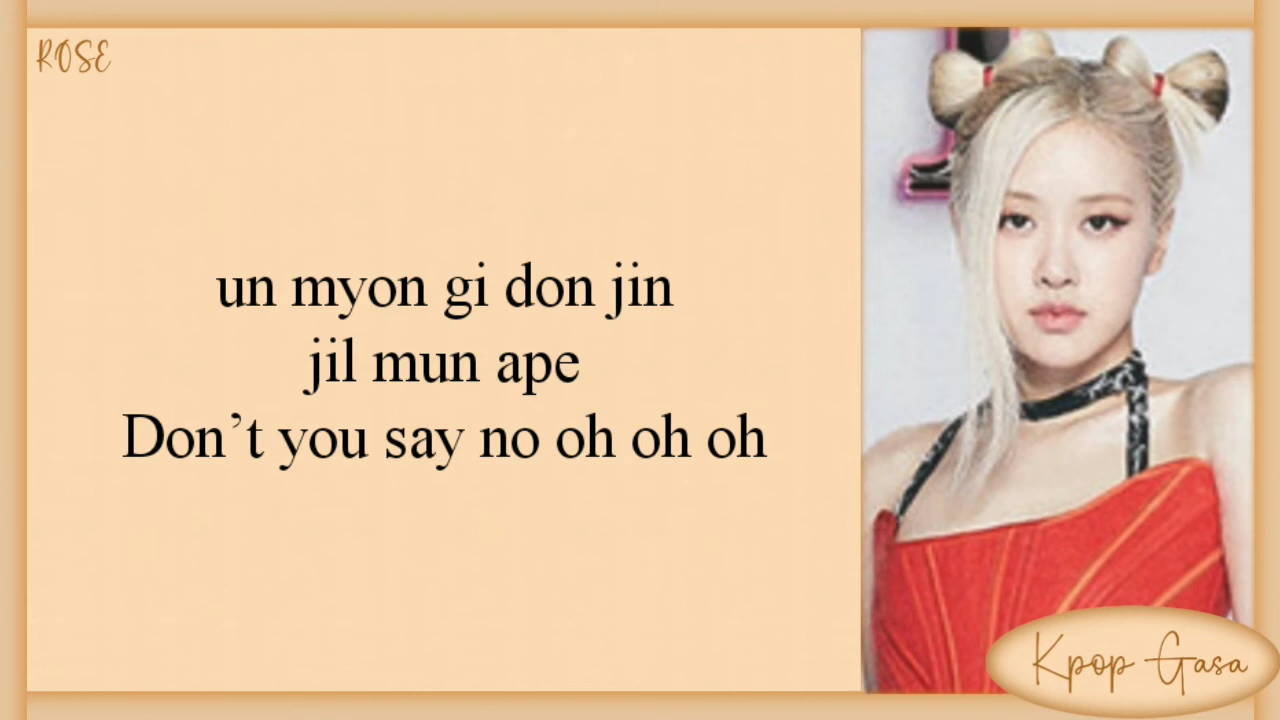 ROSE
un myon gi don jin
jil mun ape
Don’t you say no oh oh oh
Kpop Gasa